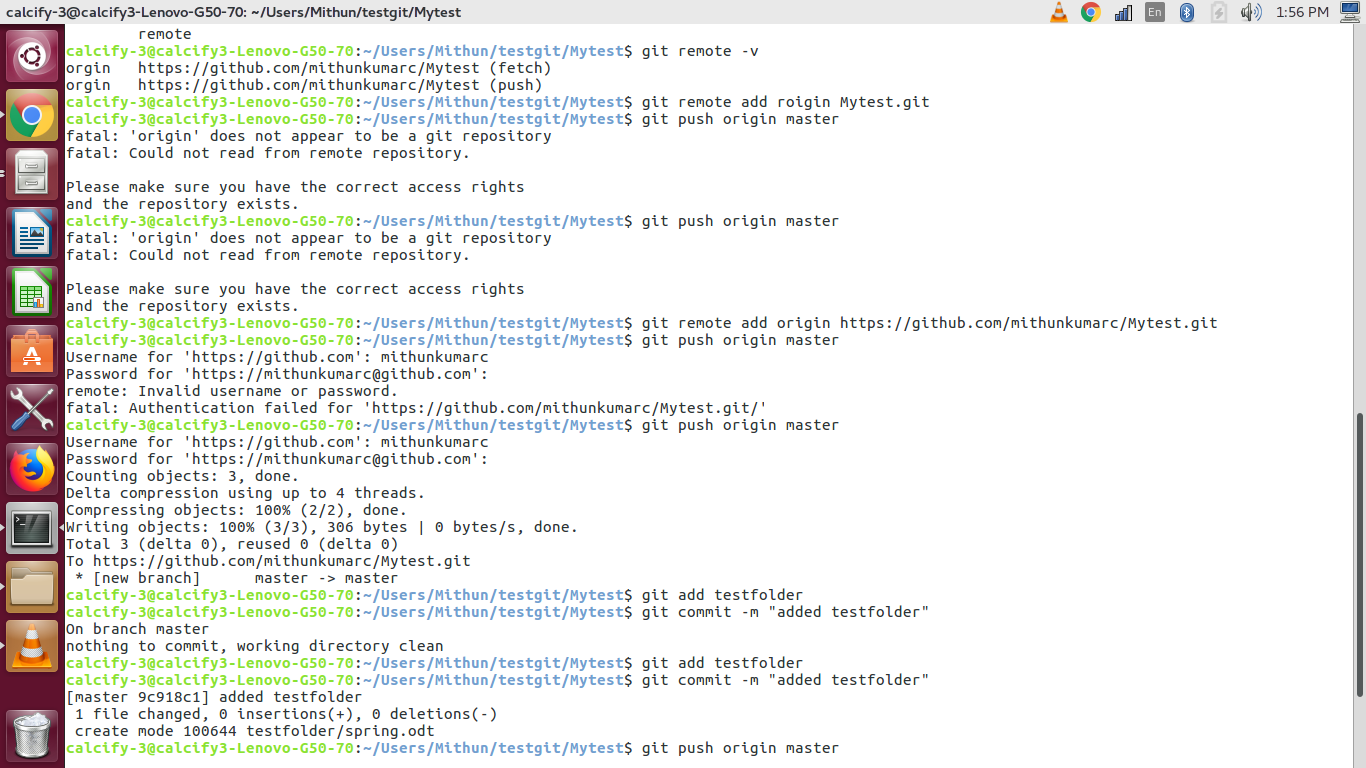 calcify-3@calcify3-Lenovo-G50-70: ~/Users/Mithun/testgit/Mytest
En
1:56 PM
remote
calcify-3@calcify3-Lenovo-G50-70:~/Users/Mithun/testgit/Mytest$ git remote -v
orgin   https://github.com/mithunkumarc/Mytest (fetch)
orgin   https://github.com/mithunkumarc/Mytest (push)
calcify-3@calcify3-Lenovo-G50-70:~/Users/Mithun/testgit/Mytest$ git remote add roigin Mytest.git
calcify-3@calcify3-Lenovo-G50-70:~/Users/Mithun/testgit/Mytest$ git push origin master
fatal: 'origin' does not appear to be a git repository
fatal: Could not read from remote repository.
Please make sure you have the correct access rights
and the repository exists.
calcify-3@calcify3-Lenovo-G50-70:~/Users/Mithun/testgit/Mytest$ git push origin master
fatal: 'origin' does not appear to be a git repository
fatal: Could not read from remote repository.
Please make sure you have the correct access rights
and the repository exists.
calcify-3@calcify3-Lenovo-G50-70:~/Users/Mithun/testgit/Mytest$ git remote add origin https://github.com/mithunkumarc/Mytest.git
calcify-3@calcify3-Lenovo-G50-70:~/Users/Mithun/testgit/Mytest$ git push origin master
Username for 'https://github.com': mithunkumarc
Password for 'https://mithunkumarc@github.com':
remote: Invalid username or password.
fatal: Authentication failed for 'https://github.com/mithunkumarc/Mytest.git/'
calcify-3@calcify3-Lenovo-G50-70:~/Users/Mithun/testgit/Mytest$ git push origin master
Username for 'https://github.com': mithunkumarc
Password for 'https://mithunkumarc@github.com':
Counting objects: 3, done.
Delta compression using up to 4 threads.
Compressing objects: 100% (2/2), done.
Writing objects: 100% (3/3), 306 bytes | 0 bytes/s, done.
Total 3 (delta 0), reused 0 (delta 0)
To https://github.com/mithunkumarc/Mytest.git
 * [new branch]      master -> master
calcify-3@calcify3-Lenovo-G50-70:~/Users/Mithun/testgit/Mytest$ git add testfolder
calcify-3@calcify3-Lenovo-G50-70:~/Users/Mithun/testgit/Mytest$ git commit -m "added testfolder"
On branch master
nothing to commit, working directory clean
calcify-3@calcify3-Lenovo-G50-70:~/Users/Mithun/testgit/Mytest$ git add testfolder
calcify-3@calcify3-Lenovo-G50-70:~/Users/Mithun/testgit/Mytest$ git commit -m "added testfolder"
[master 9c918c1] added testfolder
 1 file changed, 0 insertions(+), 0 deletions(-)
 create mode 100644 testfolder/spring.odt
calcify-3@calcify3-Lenovo-G50-70:~/Users/Mithun/testgit/Mytest$ git push origin master